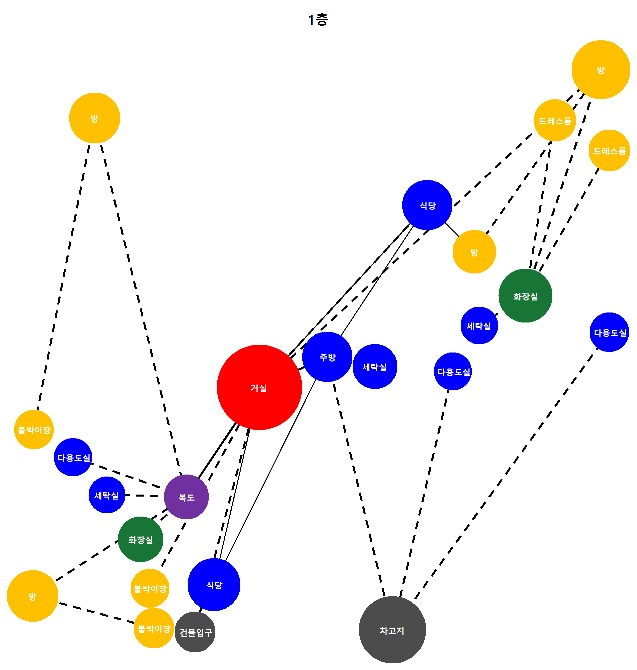 1층
방
방
드레스룸
드레스룸
식당
방
화장실
세탁실
다용도실
주방
세탁실
다용도실
거실
붙박이장
다용도실
세탁실
복도
화장실
붙박이장
식당
방
붙박이장
건물입구
차고지